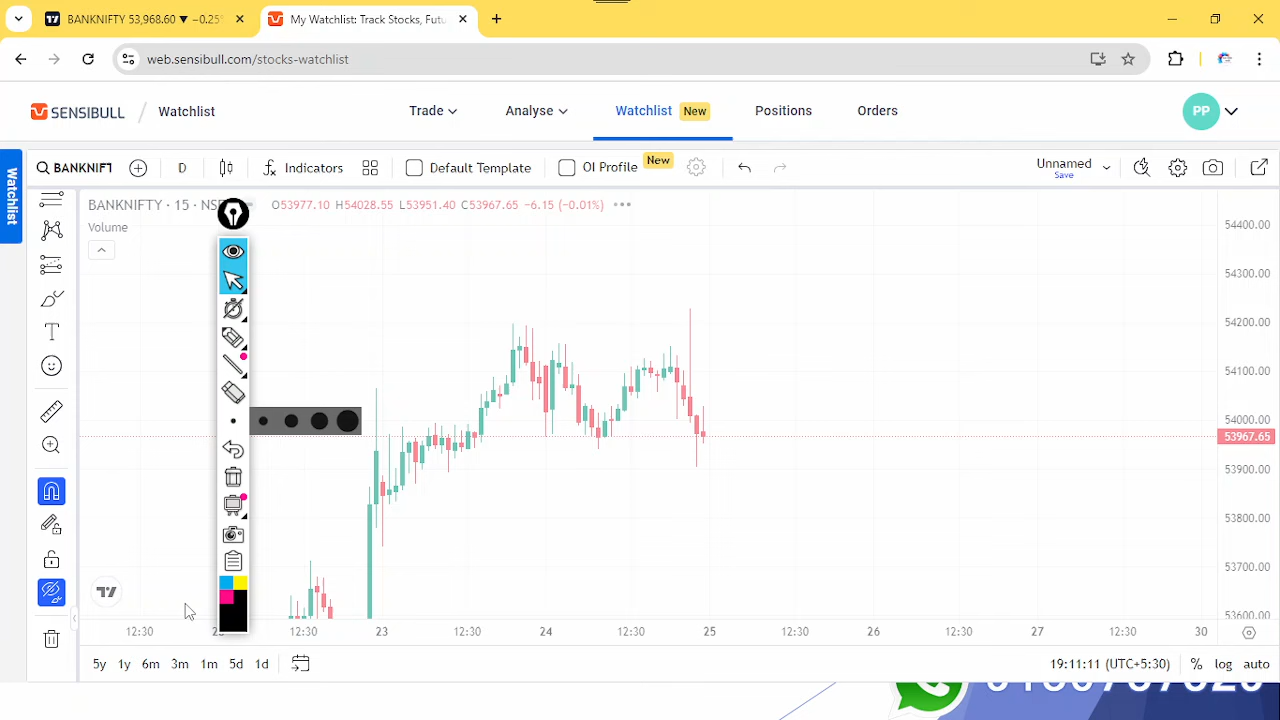 BANKNIFTY 53,968.60 ▼ −0.25%
My Watchlist: Track Stocks, Futu
web.sensibull.com/stocks-watchlist
SENSIBULL / Watchlist
Trade
Analyse
Watchlist New
Positions
Orders
PP
Watchlist
BANKNIFT
D
Indicators
Default Template
OI Profile New
Unnamed
Save
BANKNIFTY · 15 · NSE
O53977.10 H54028.55 L53951.40 C53967.65 −6.15 (−0.01%)
Volume
54400.00
54300.00
54200.00
54100.00
54000.00
53967.65
53900.00
53800.00
53700.00
53600.00
12:30
12:30
23
12:30
24
12:30
25
12:30
26
12:30
27
12:30
30
5y 1y 6m 3m 1m 5d 1d
19:11:11 (UTC+5:30)
% log auto